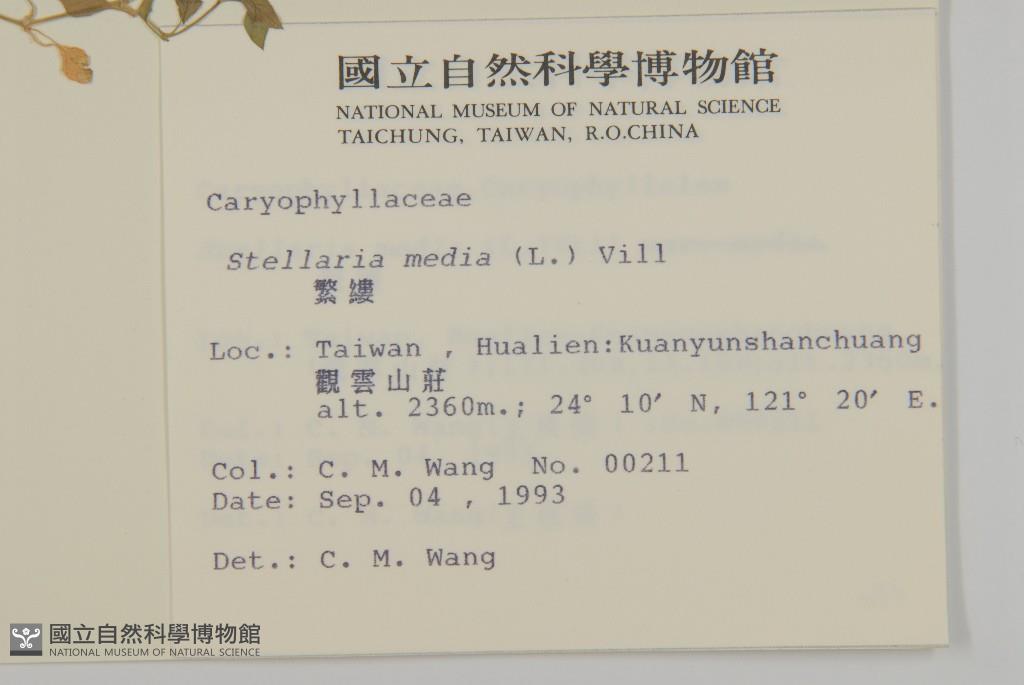 國立自然科學博物館
NATIONAL MUSEUM OF NATURAL SCIENCE
TAICHUNG, TAIWAN, R.O.CHINA
Caryophyllaceae
Stellaria media (L.) Vill
繁縷
Loc.: Taiwan , Hualien:Kuanyunshanchuang
觀雲山莊
alt. 2360m.; 24° 10′ N, 121° 20′ E.
Col.: C. M. Wang No. 00211
Date: Sep. 04 , 1993
Det.: C. M. Wang
國立自然科學博物館
NATIONAL MUSEUM OF NATURAL SCIENCE